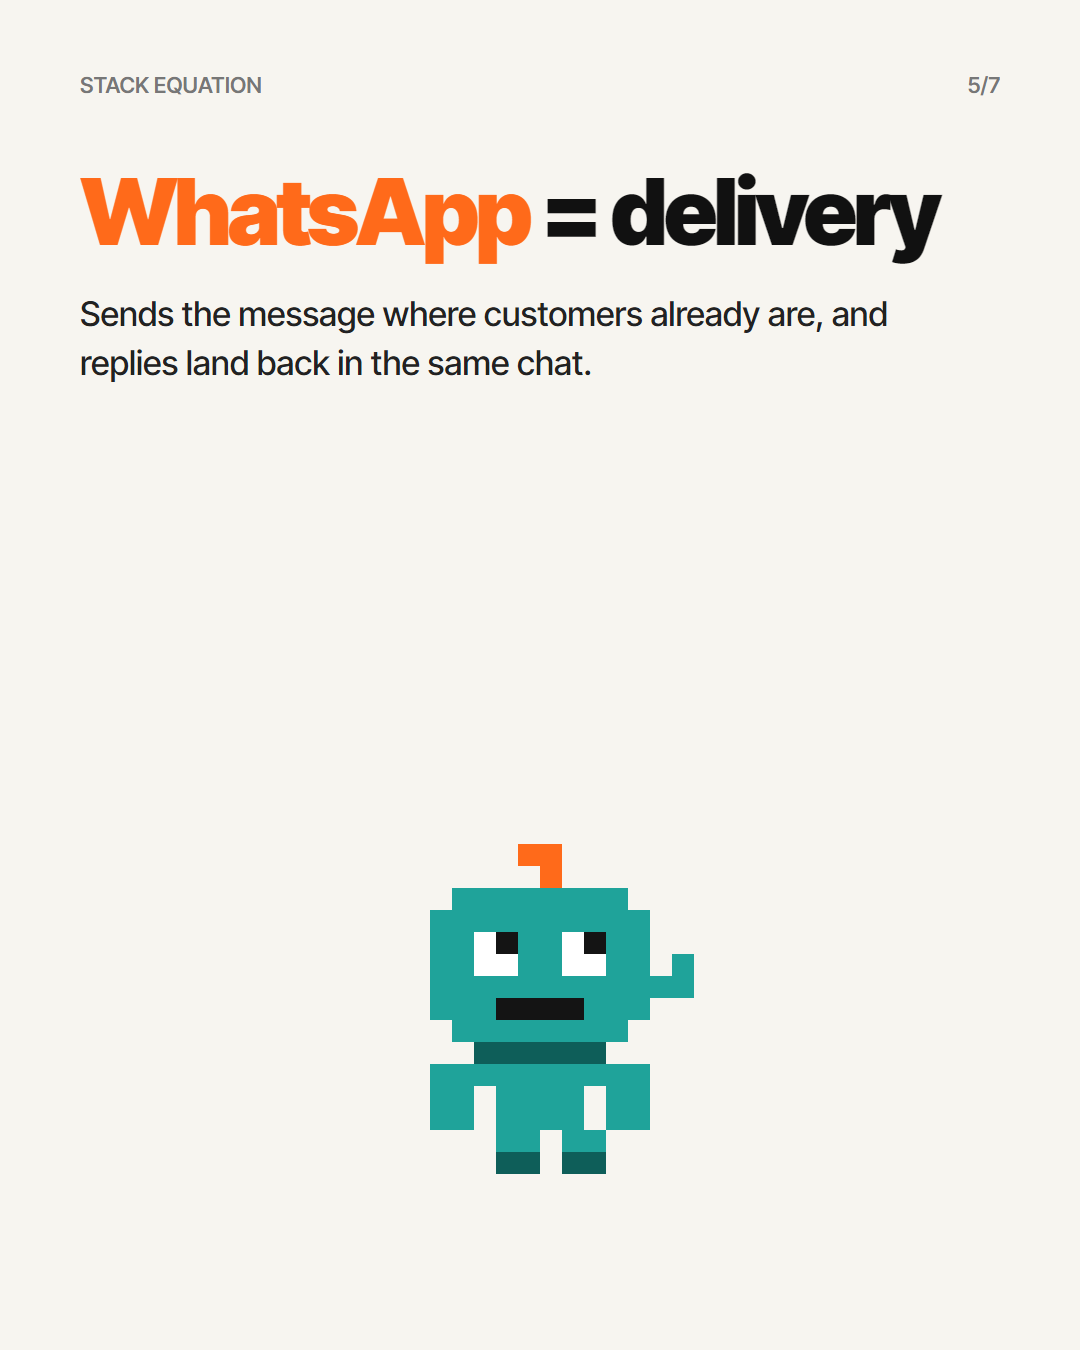 STACK EQUATION
5/7
WhatsApp = delivery
Sends the message where customers already are, and
replies land back in the same chat.